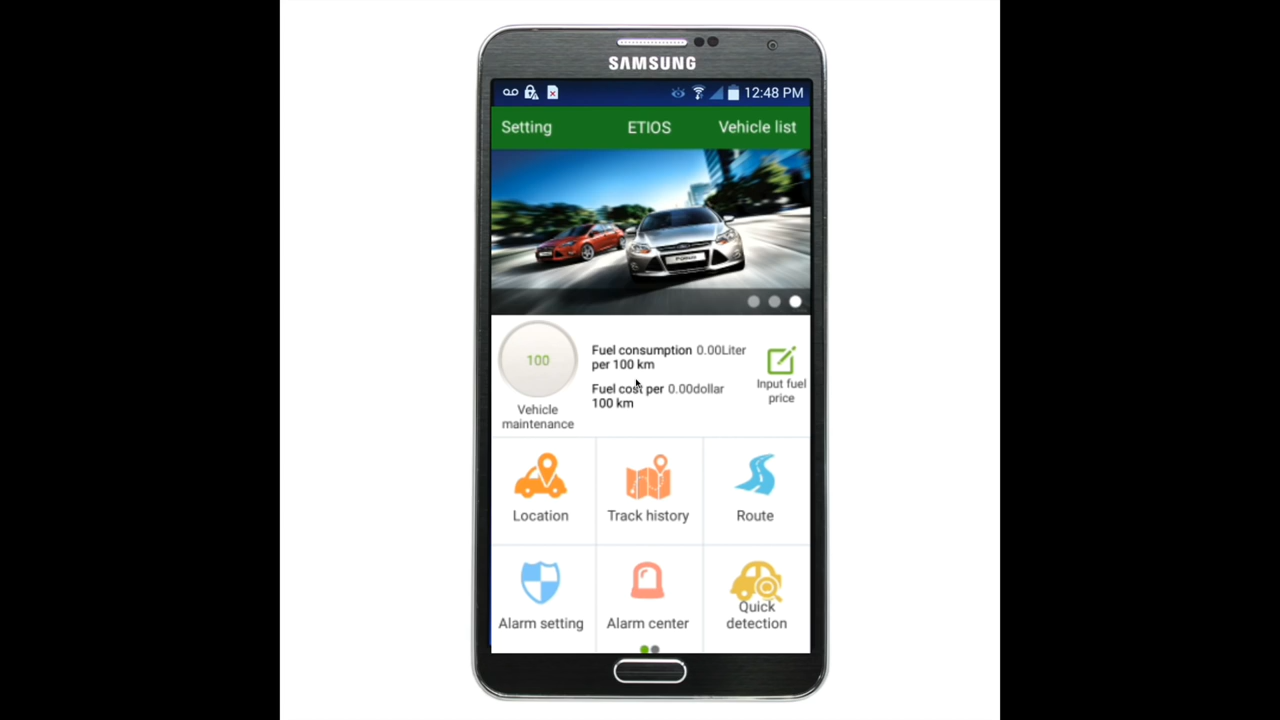 SAMSUNG
12:48 PM
Setting ETIOS Vehicle list
Fuel consumption 0.00Liter
per 100 km
Fuel cost per 0.00dollar
100 km
100
Vehicle
maintenance
Input fuel
price
Location Track history Route
Alarm setting Alarm center Quick
detection